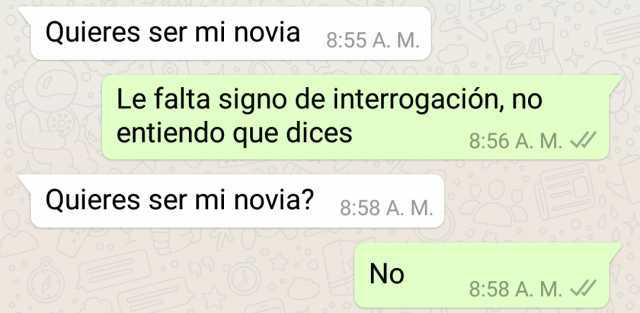 Quieres ser mi novia 8:55 A. M.
Le falta signo de interrogación, no
entiendo que dices 8:56 A. M.
Quieres ser mi novia? 8:58 A. M.
No 8:58 A. M.